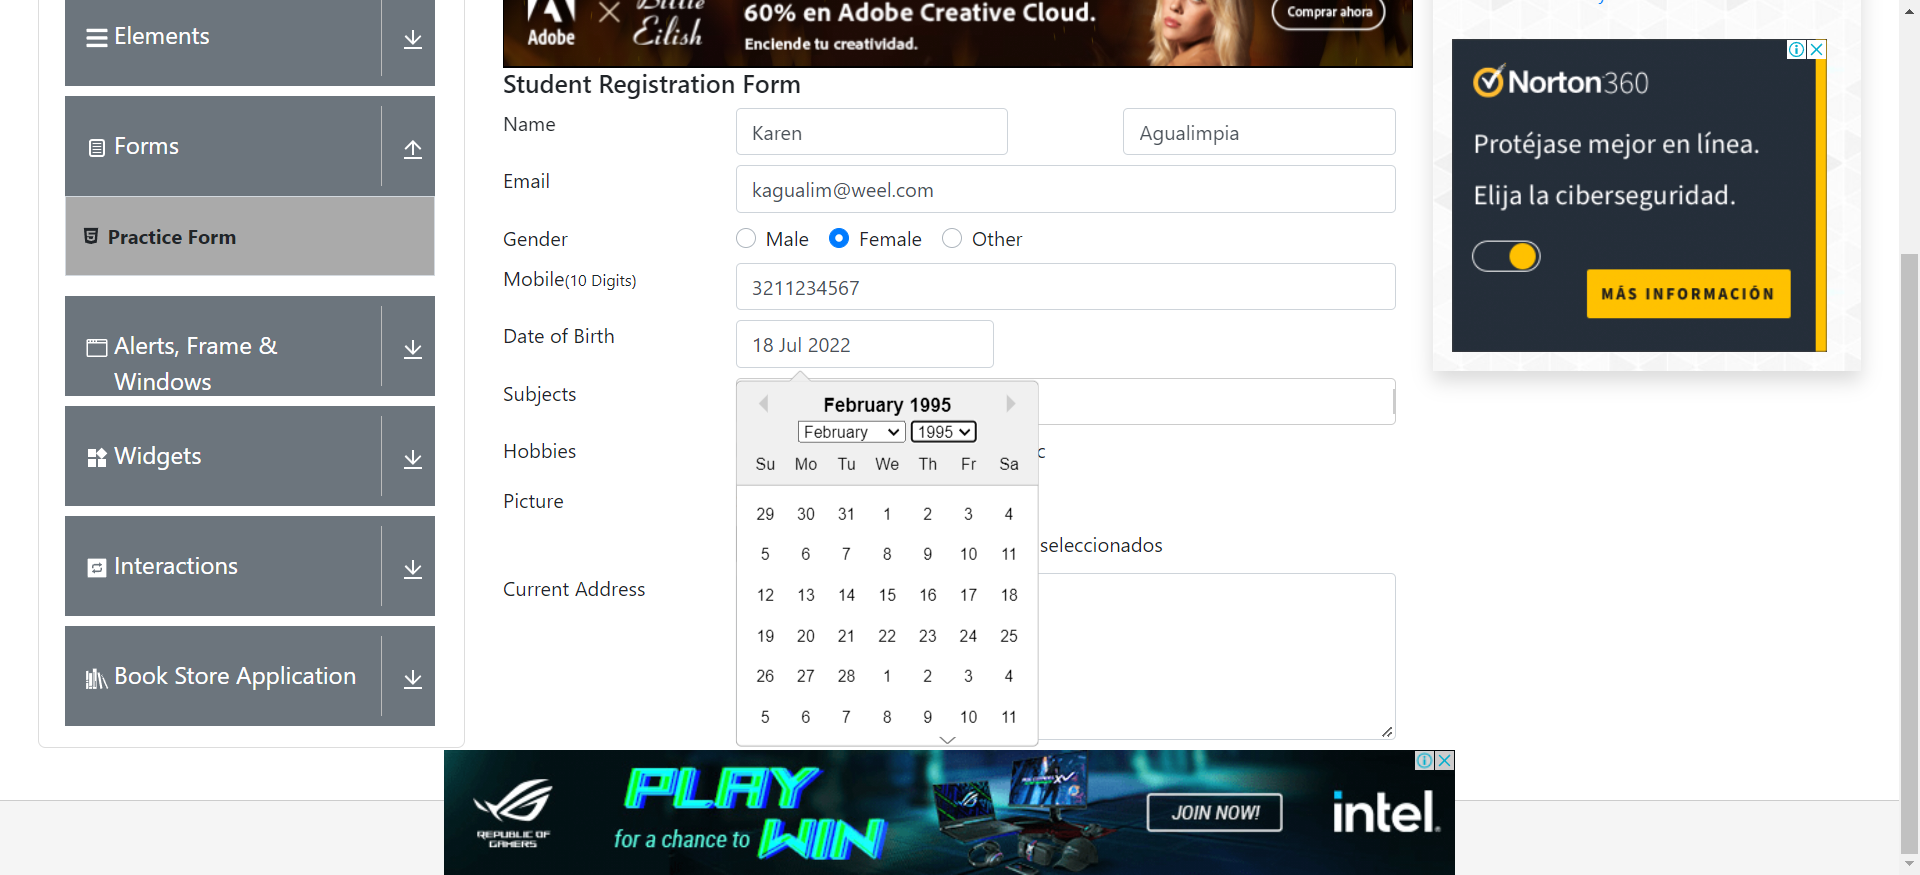 Elements
Forms
Practice Form
Alerts, Frame &
Windows
Widgets
Interactions
Book Store Application
Adobe
×
Eilish
60% en Adobe Creative Cloud.
Enciende tu creatividad.
Comprar ahora
Student Registration Form
Name
Karen
Agualimpia
Email
kagualim@weel.com
Gender
Male
Female
Other
Mobile(10 Digits)
3211234567
Date of Birth
18 Jul 2022
Subjects
Hobbies
c
Picture
seleccionados
Current Address
February 1995
February
1995
Su Mo Tu We Th Fr Sa
29 30 31 1 2 3 4
5 6 7 8 9 10 11
12 13 14 15 16 17 18
19 20 21 22 23 24 25
26 27 28 1 2 3 4
5 6 7 8 9 10 11
Norton360
Protéjase mejor en línea.
Elija la ciberseguridad.
MÁS INFORMACIÓN
REPUBLIC OF
GAMERS
PLAY
for a chance to WIN
JOIN NOW!
intel.